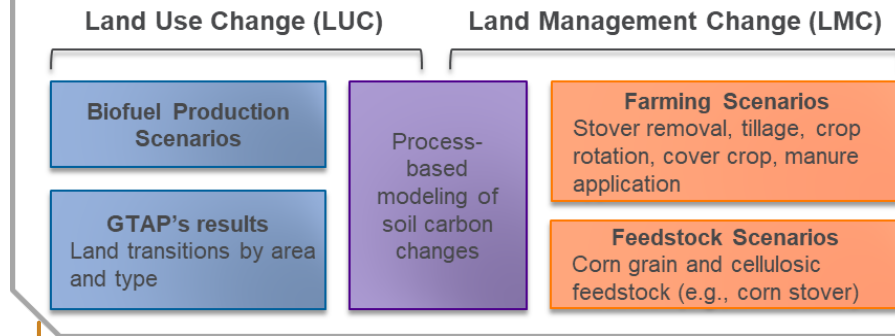 Land Use Change (LUC)
Land Management Change (LMC)
Biofuel Production
Scenarios
GTAP's results
Land transitions by area
and type
Process-
based
modeling of
soil carbon
changes
Farming Scenarios
Stover removal, tillage, crop
rotation, cover crop, manure
application
Feedstock Scenarios
Corn grain and cellulosic
feedstock (e.g., corn stover)